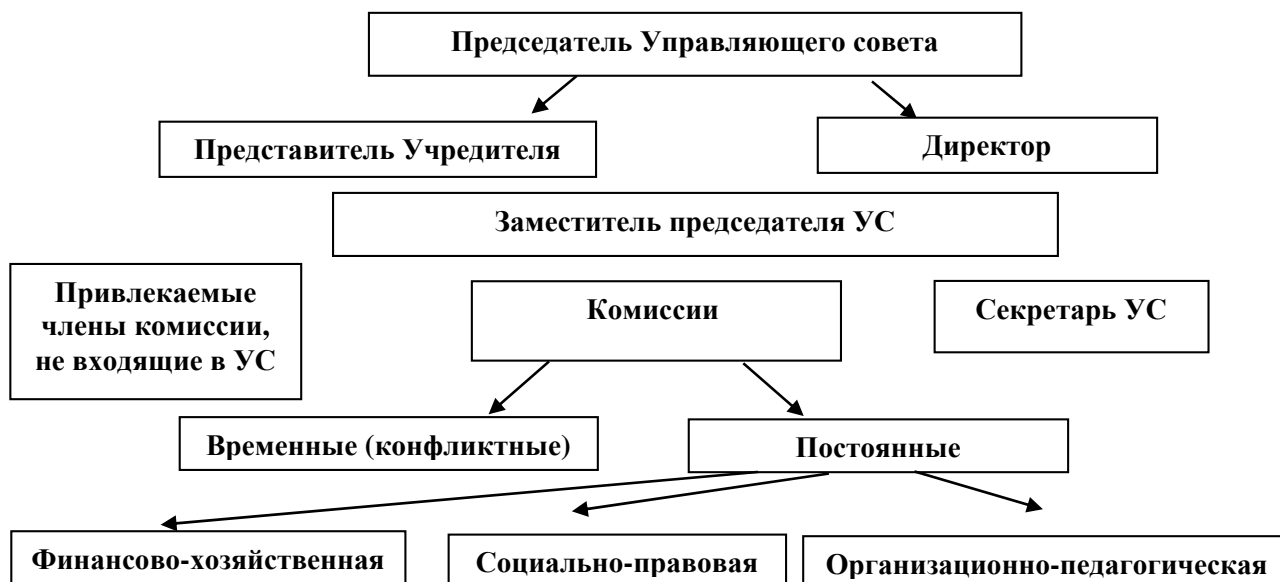 Председатель Управляющего совета
Представитель Учредителя
Директор
Заместитель председателя УС
Привлекаемые
члены комиссии,
не входящие в УС
Комиссии
Секретарь УС
Временные (конфликтные)
Постоянные
Финансово-хозяйственная
Социально-правовая
Организационно-педагогическая